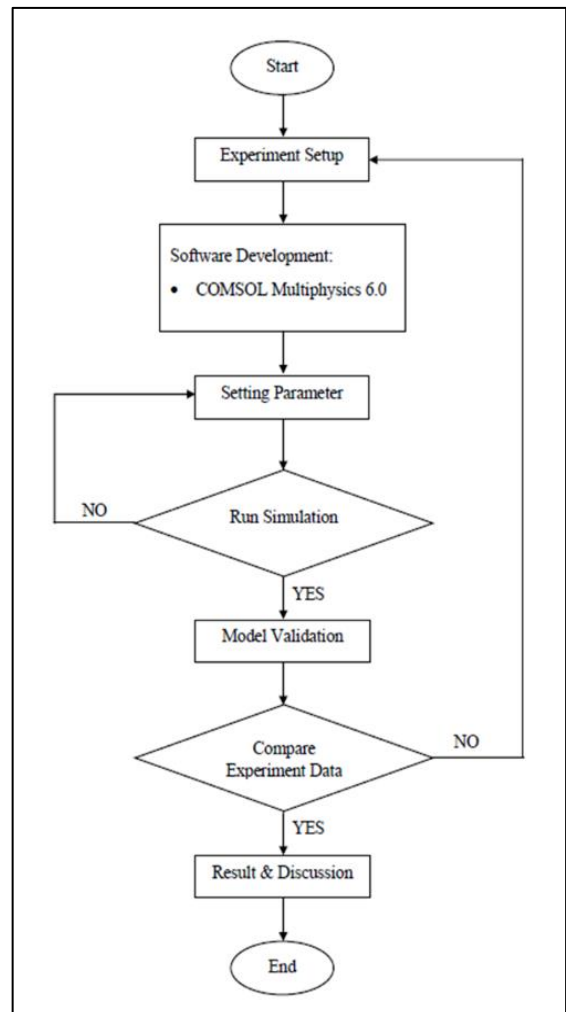 Start
Experiment Setup
Software Development:
• COMSOL Multiphysics 6.0
Setting Parameter
NO
Run Simulation
YES
Model Validation
NO
Compare
Experiment Data
YES
Result & Discussion
End